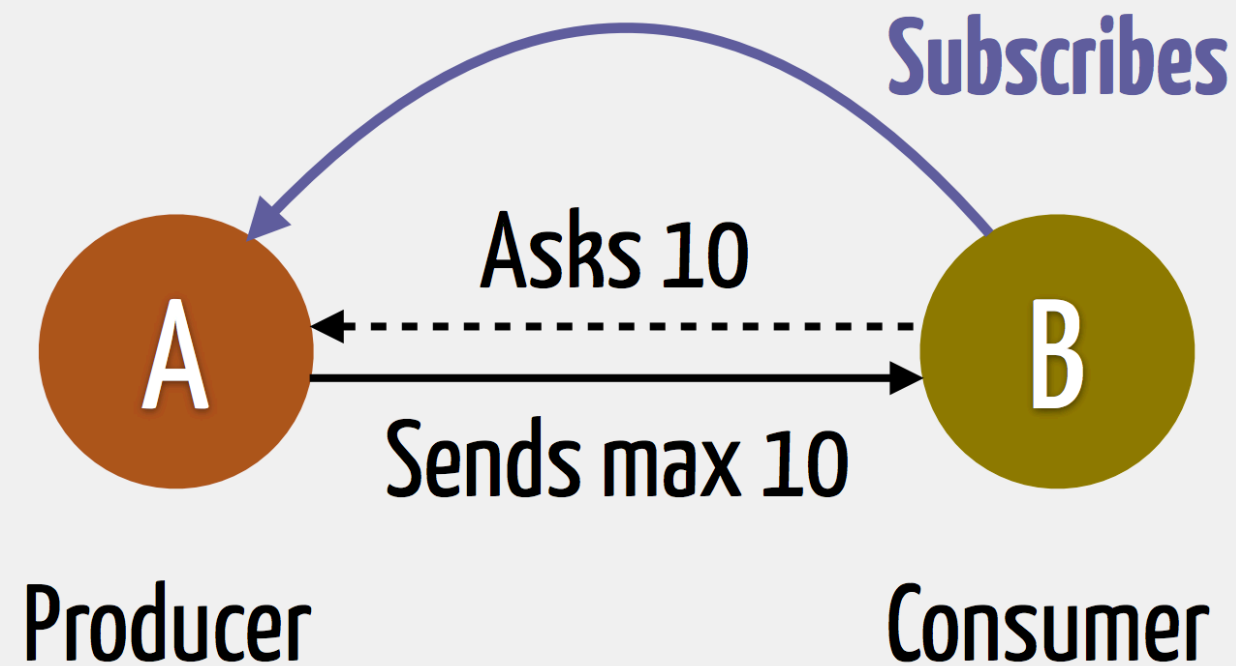 Subscribes
Asks 10
A
B
Sends max 10
Producer
Consumer